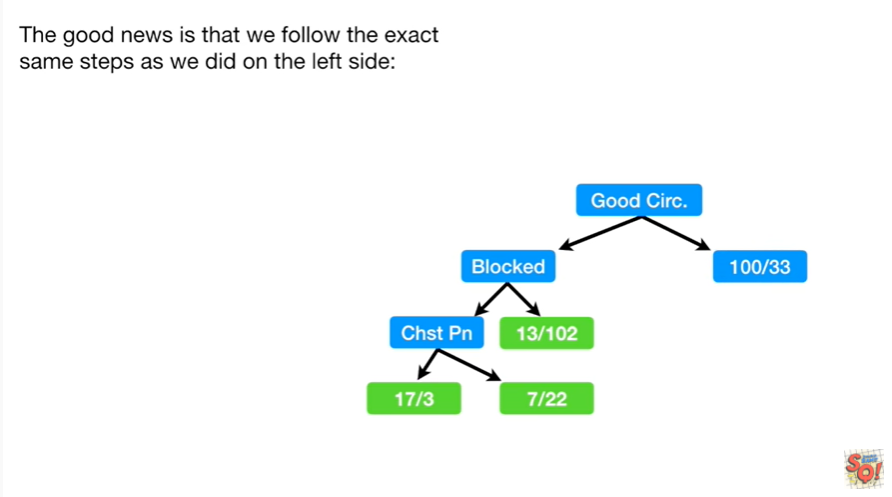 The good news is that we follow the exact
same steps as we did on the left side:
Good Circ.
Blocked
100/33
Chst Pn
13/102
17/3
7/22
SQ!